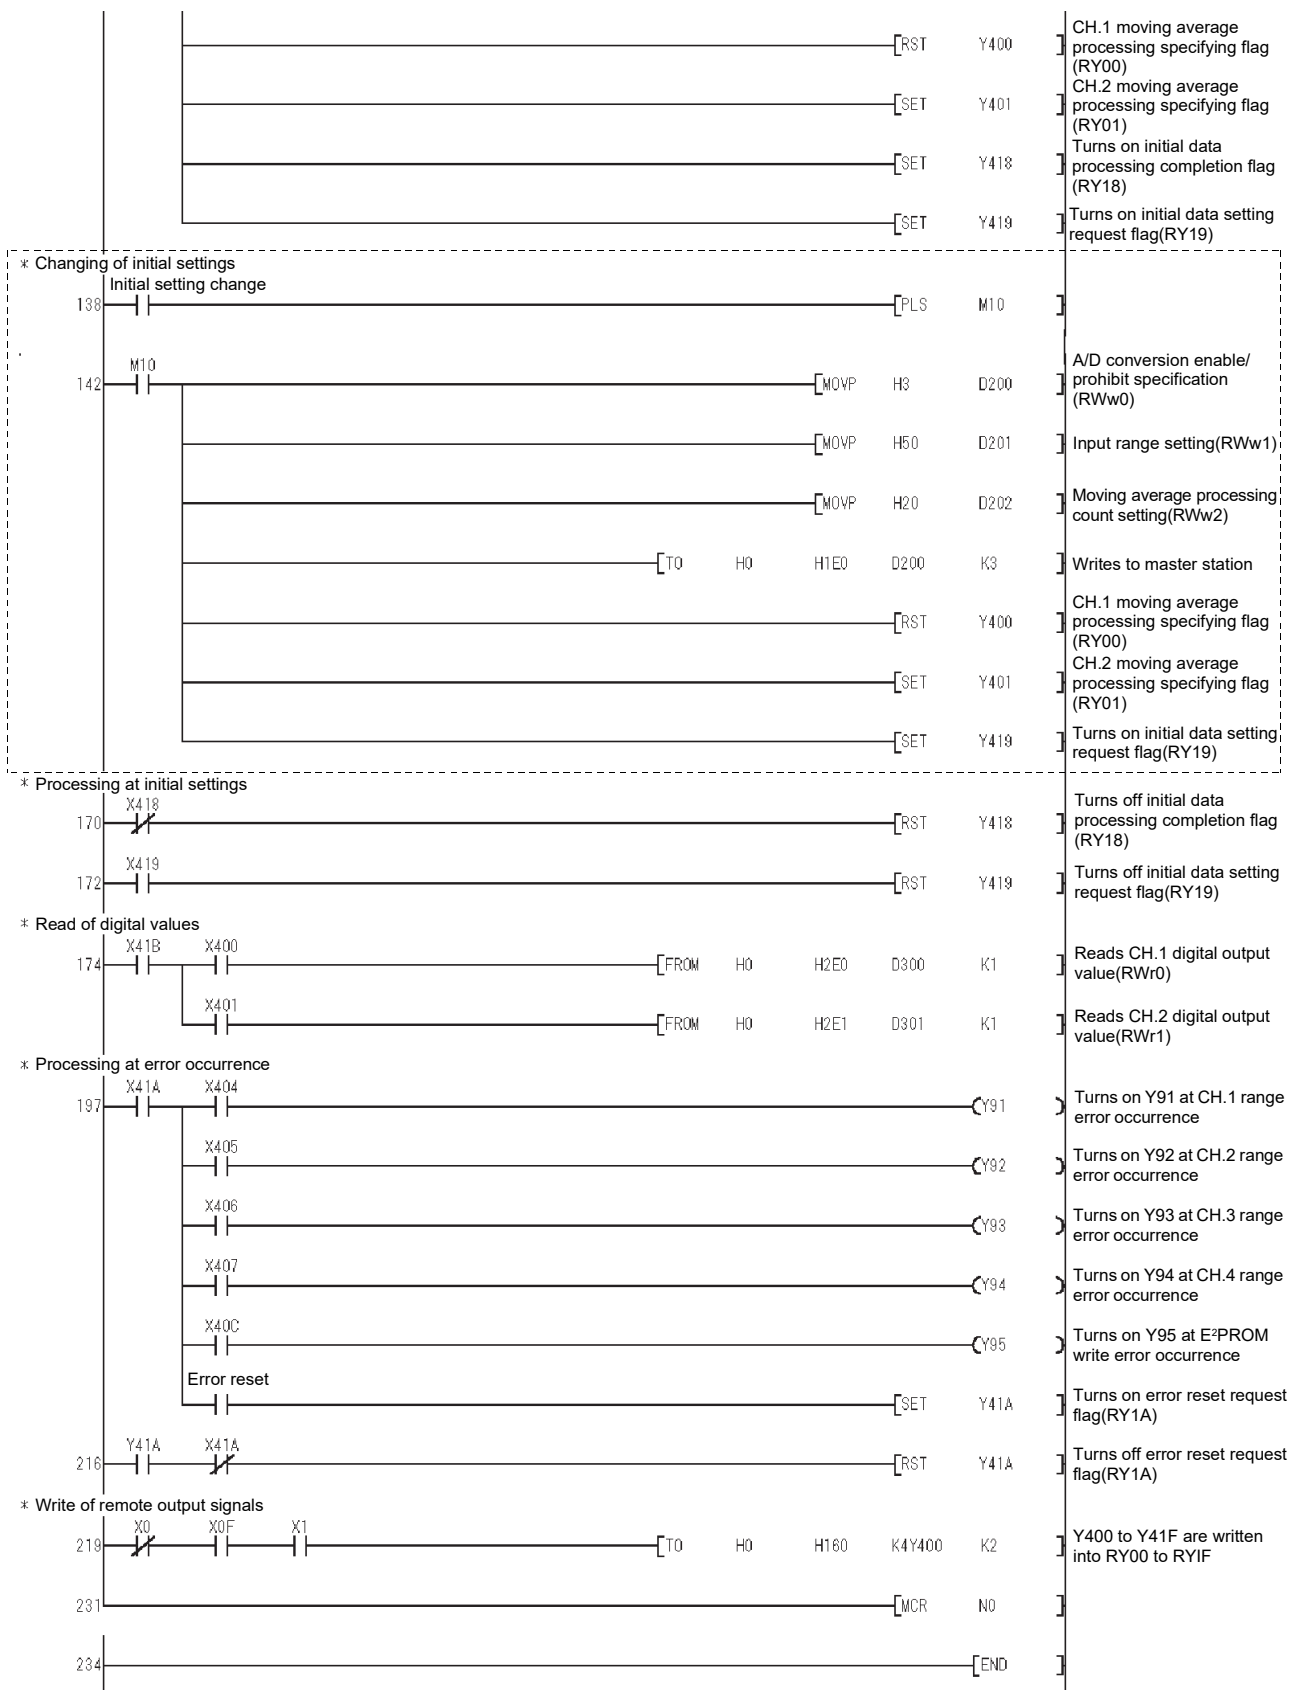 RST Y400 CH.1 moving average
processing specifying flag
(RY00)
SET Y401 CH.2 moving average
processing specifying flag
(RY01)
SET Y418 Turns on initial data
processing completion flag
(RY18)
SET Y419 Turns on initial data setting
request flag(RY19)
* Changing of initial settings
Initial setting change
138 PLS M10
M10
142 MOVP H3 D200 A/D conversion enable/
prohibit specification
(RWw0)
MOVP H50 D201 Input range setting(RWw1)
MOVP H20 D202 Moving average processing
count setting(RWw2)
TO H0 H1E0 D200 K3 Writes to master station
RST Y400 CH.1 moving average
processing specifying flag
(RY00)
SET Y401 CH.2 moving average
processing specifying flag
(RY01)
SET Y419 Turns on initial data setting
request flag(RY19)
* Processing at initial settings
X418
170 RST Y418 Turns off initial data
processing completion flag
(RY18)
X419
172 RST Y419 Turns off initial data setting
request flag(RY19)
* Read of digital values
X41B X400
174 FROM H0 H2E0 D300 K1 Reads CH.1 digital output
value(RWr0)
X401
FROM H0 H2E1 D301 K1 Reads CH.2 digital output
value(RWr1)
* Processing at error occurrence
X41A X404
197 Y91 Turns on Y91 at CH.1 range
error occurrence
X405
Y92 Turns on Y92 at CH.2 range
error occurrence
X406
Y93 Turns on Y93 at CH.3 range
error occurrence
X407
Y94 Turns on Y94 at CH.4 range
error occurrence
X40C
Y95 Turns on Y95 at E²PROM
write error occurrence
Error reset
SET Y41A Turns on error reset request
flag(RY1A)
Y41A X41A
216 RST Y41A Turns off error reset request
flag(RY1A)
* Write of remote output signals
X0 X0F X1
219 TO H0 H160 K4Y400 K2 Y400 to Y41F are written
into RY00 to RYIF
231 MCR N0
234 END